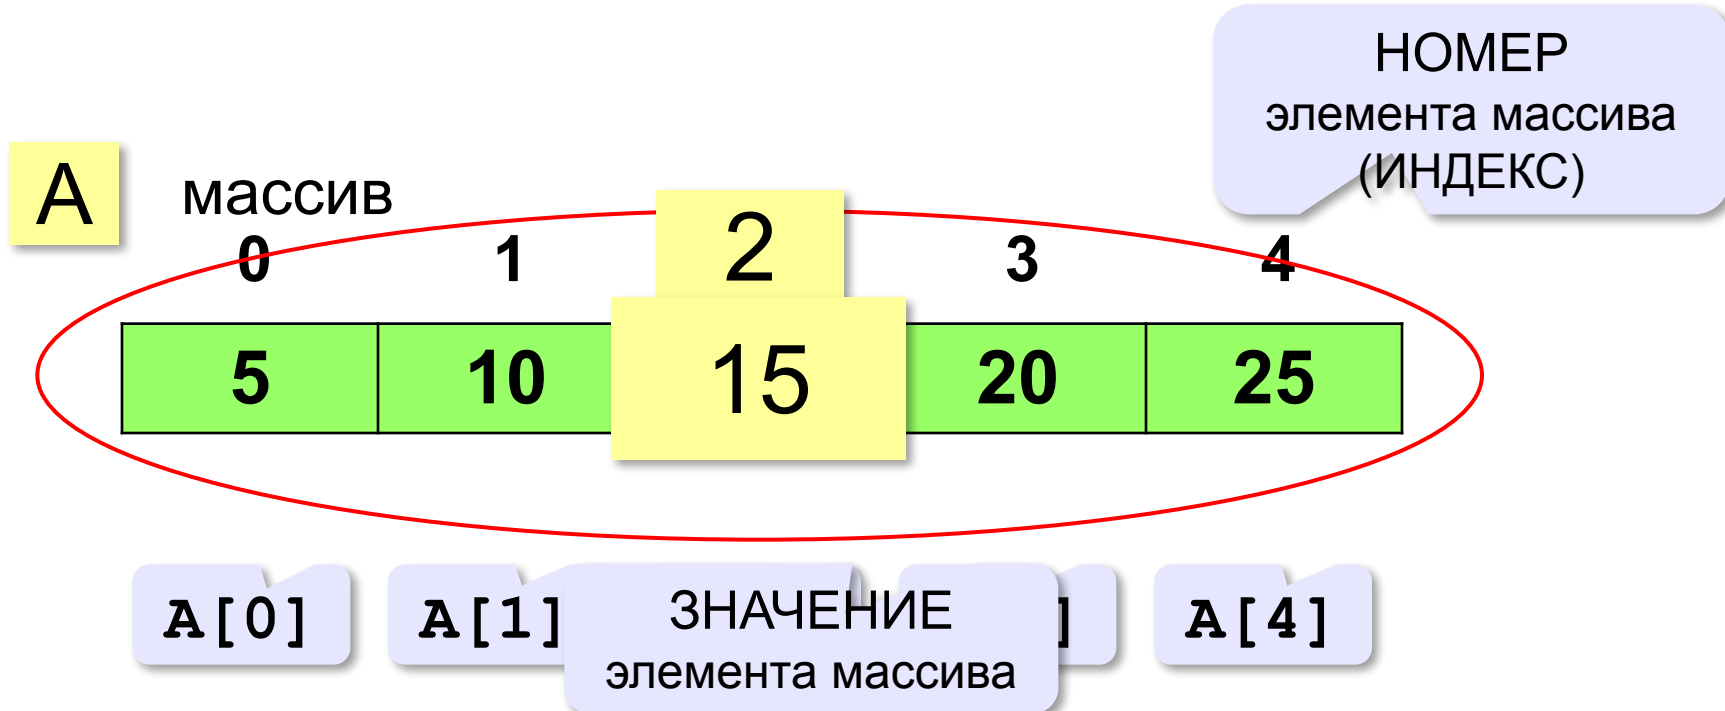 НОМЕР
элемента массива
(ИНДЕКС)
A
массив
0 1 2 3 4
5 10 15 20 25
A[0] A[1] ] A[4]
ЗНАЧЕНИЕ
элемента массива